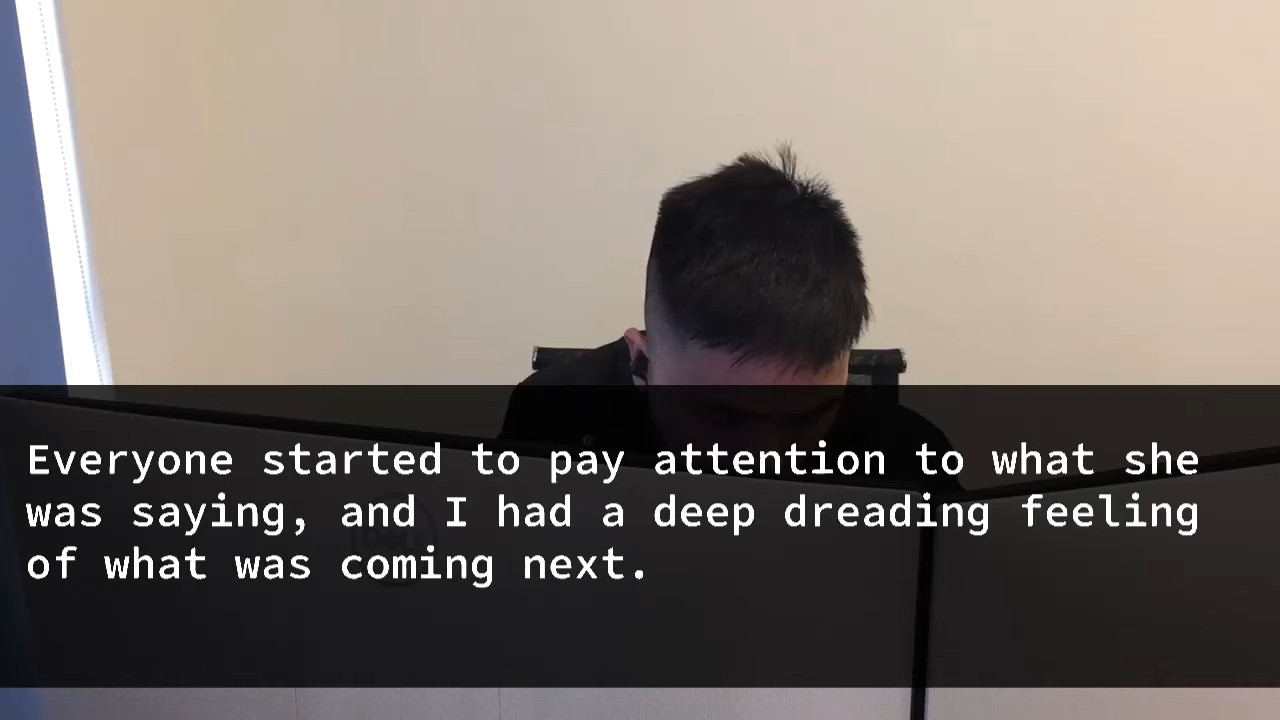 Everyone started to pay attention to what she
was saying, and I had a deep dreading feeling
of what was coming next.